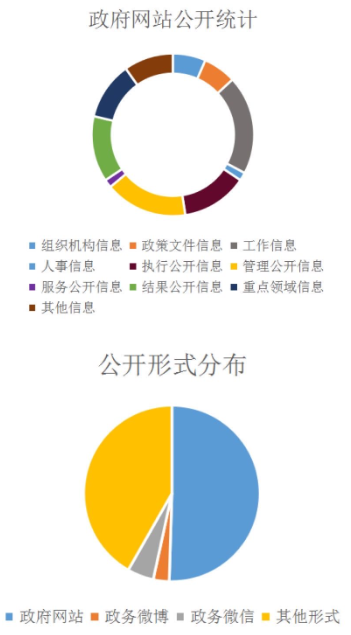 政府网站公开统计
组织机构信息 政策文件信息 工作信息
人事信息 执行公开信息 管理公开信息
服务公开信息 结果公开信息 重点领域信息
其他信息
公开形式分布
政府网站 政务微博 政务微信 其他形式